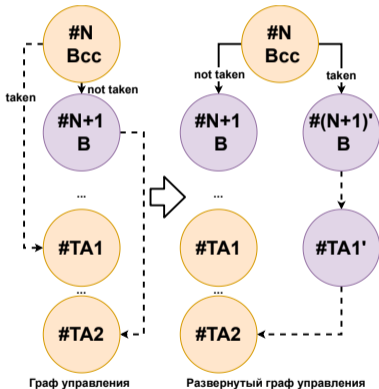 #N
Bcc
taken
not taken
#N+1
B
...
#TA1
...
#TA2
Граф управления
#N
Bcc
not taken
taken
#N+1
B
#(N+1)'
B
...
#TA1
#TA1'
...
#TA2
Развернутый граф управления